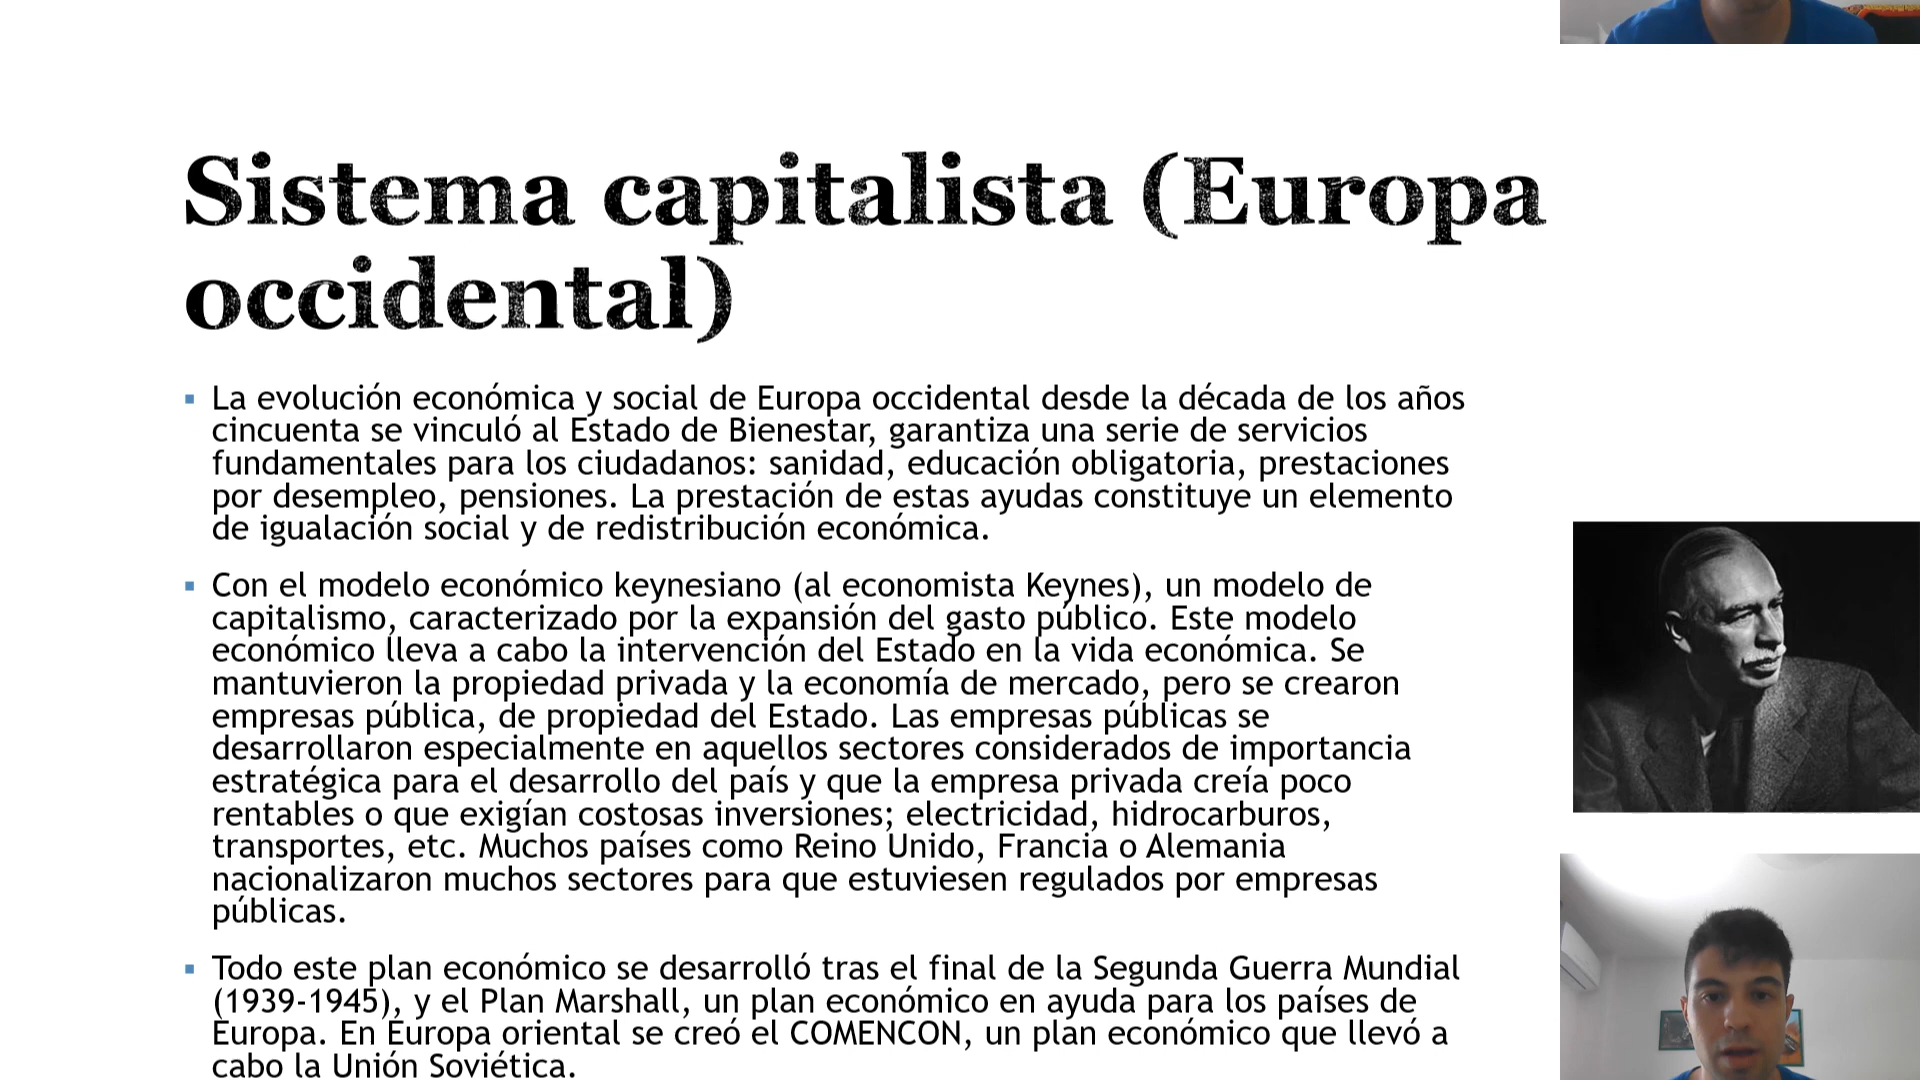 Sistema capitalista (Europa
occidental)
La evolución económica y social de Europa occidental desde la década de los años
cincuenta se vinculó al Estado de Bienestar, garantiza una serie de servicios
fundamentales para los ciudadanos: sanidad, educación obligatoria, prestaciones
por desempleo, pensiones. La prestación de estas ayudas constituye un elemento
de igualación social y de redistribución económica.
Con el modelo económico keynesiano (al economista Keynes), un modelo de
capitalismo, caracterizado por la expansión del gasto público. Este modelo
económico lleva a cabo la intervención del Estado en la vida económica. Se
mantuvieron la propiedad privada y la economía de mercado, pero se crearon
empresas pública, de propiedad del Estado. Las empresas públicas se
desarrollaron especialmente en aquellos sectores considerados de importancia
estratégica para el desarrollo del país y que la empresa privada creía poco
rentables o que exigían costosas inversiones; electricidad, hidrocarburos,
transportes, etc. Muchos países como Reino Unido, Francia o Alemania
nacionalizaron muchos sectores para que estuviesen regulados por empresas
públicas.
Todo este plan económico se desarrolló tras el final de la Segunda Guerra Mundial
(1939-1945), y el Plan Marshall, un plan económico en ayuda para los países de
Europa. En Europa oriental se creó el COMENCON, un plan económico que llevó a
cabo la Unión Soviética.